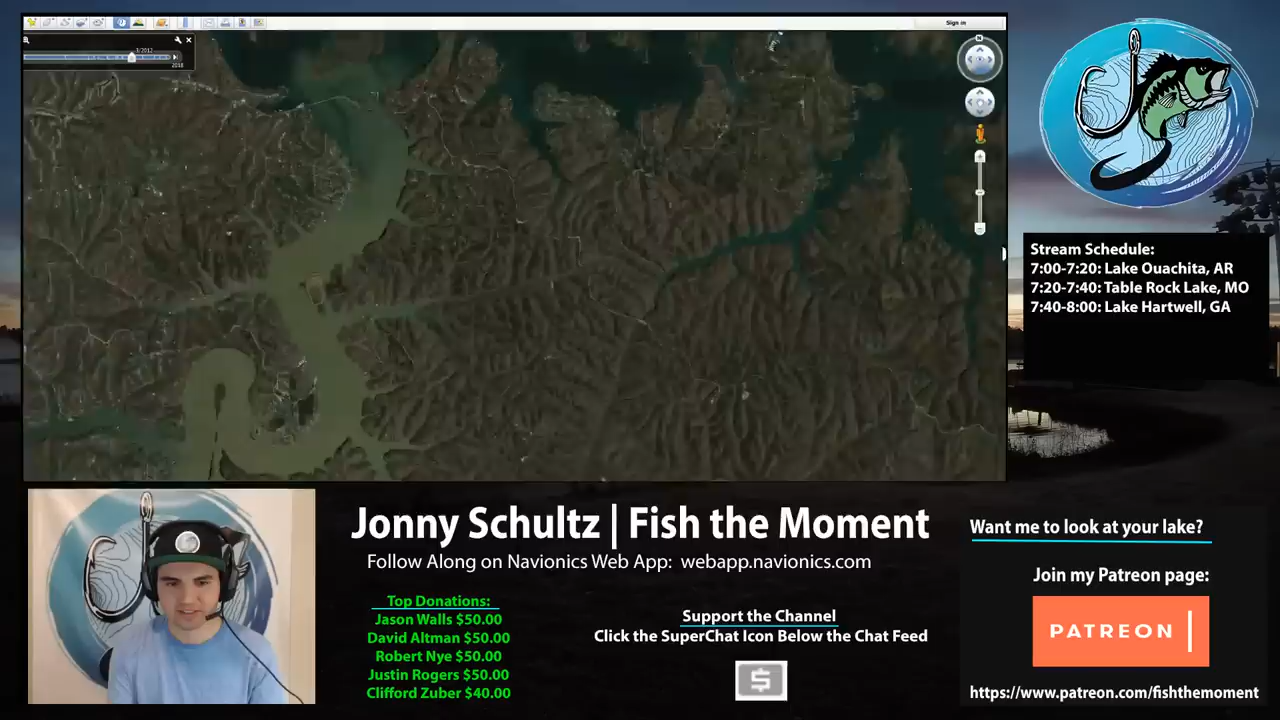 Sign in
3/2012
2018
Stream Schedule:
7:00-7:20: Lake Ouachita, AR
7:20-7:40: Table Rock Lake, MO
7:40-8:00: Lake Hartwell, GA
Jonny Schultz | Fish the Moment
Follow Along on Navionics Web App: webapp.navionics.com
Top Donations:
Jason Walls $50.00
David Altman $50.00
Robert Nye $50.00
Justin Rogers $50.00
Clifford Zuber $40.00
Support the Channel
Click the SuperChat Icon Below the Chat Feed
$
Want me to look at your lake?
Join my Patreon page:
PATREON
https://www.patreon.com/fishthemoment